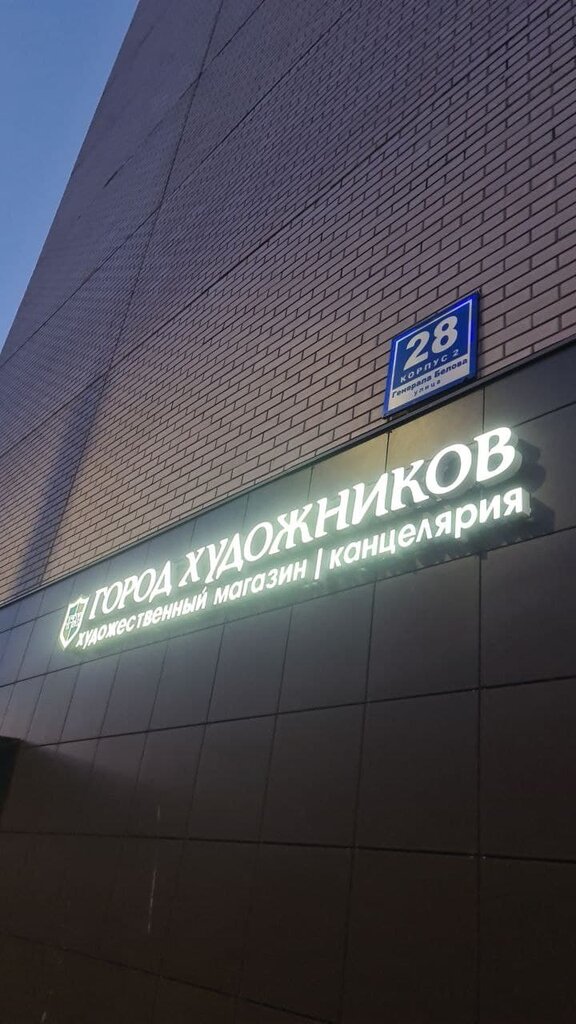 28
КОРПУС 2
Генерала Белова
улица
ГОРОД ХУДОЖНИКОВ
художественный магазин | канцелярия